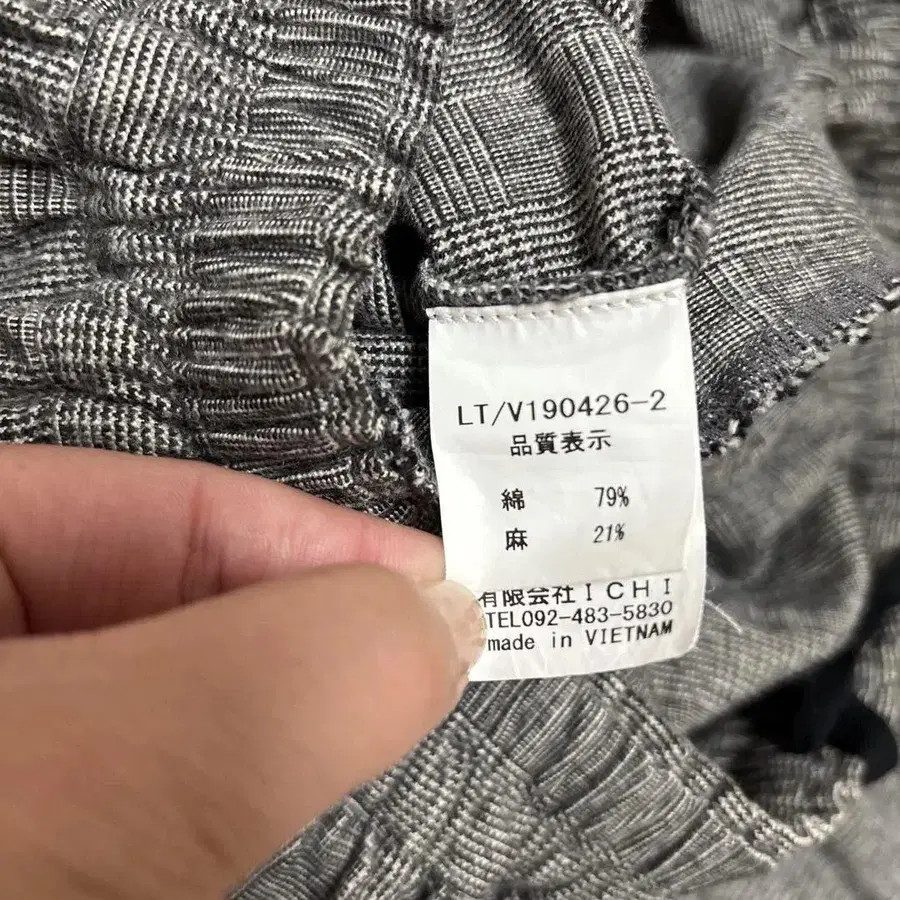 LT/V190426-2
品質表示
綿 79%
麻 21%
有限会社ICHI
TEL092-483-5830
made in VIETNAM